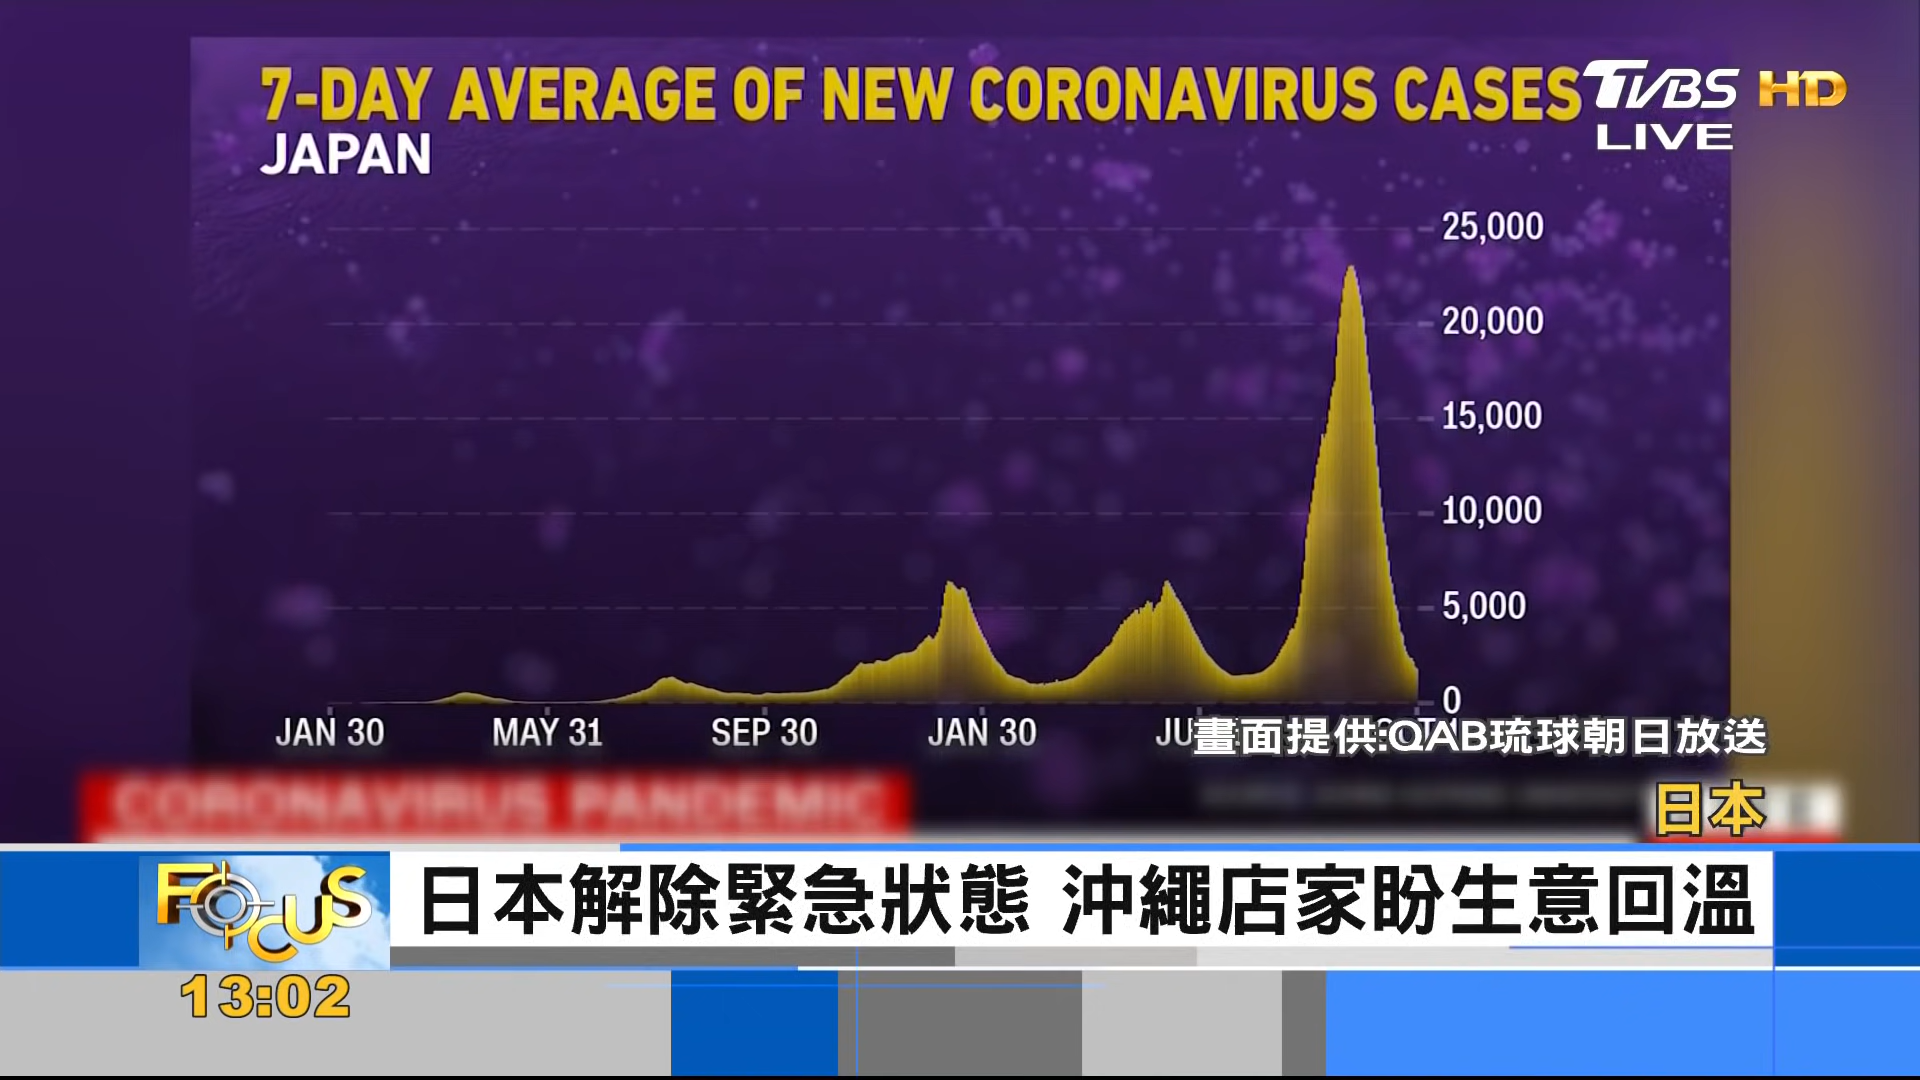 7-DAY AVERAGE OF NEW CORONAVIRUS CASES
JAPAN
TVBS HD
LIVE
25,000
20,000
15,000
10,000
5,000
0
JAN 30
MAY 31
SEP 30
JAN 30
畫面提供:QAB琉球朝日放送
CORONAVIRUS PANDEMIC
日本
FOCUS
日本解除緊急狀態 沖繩店家盼生意回溫
13:02